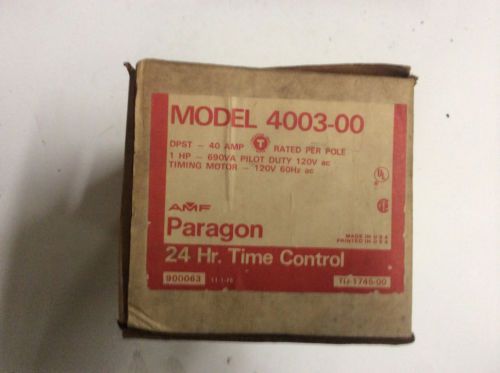 MODEL 4003-00
DPST – 40 AMP T RATED PER POLE
1 HP – 690VA PILOT DUTY 120V ac
TIMING MOTOR – 120V 60Hz ac
UL
AMF
Paragon
MADE IN U S A
PRINTED IN U S A
24 Hr. Time Control
900063